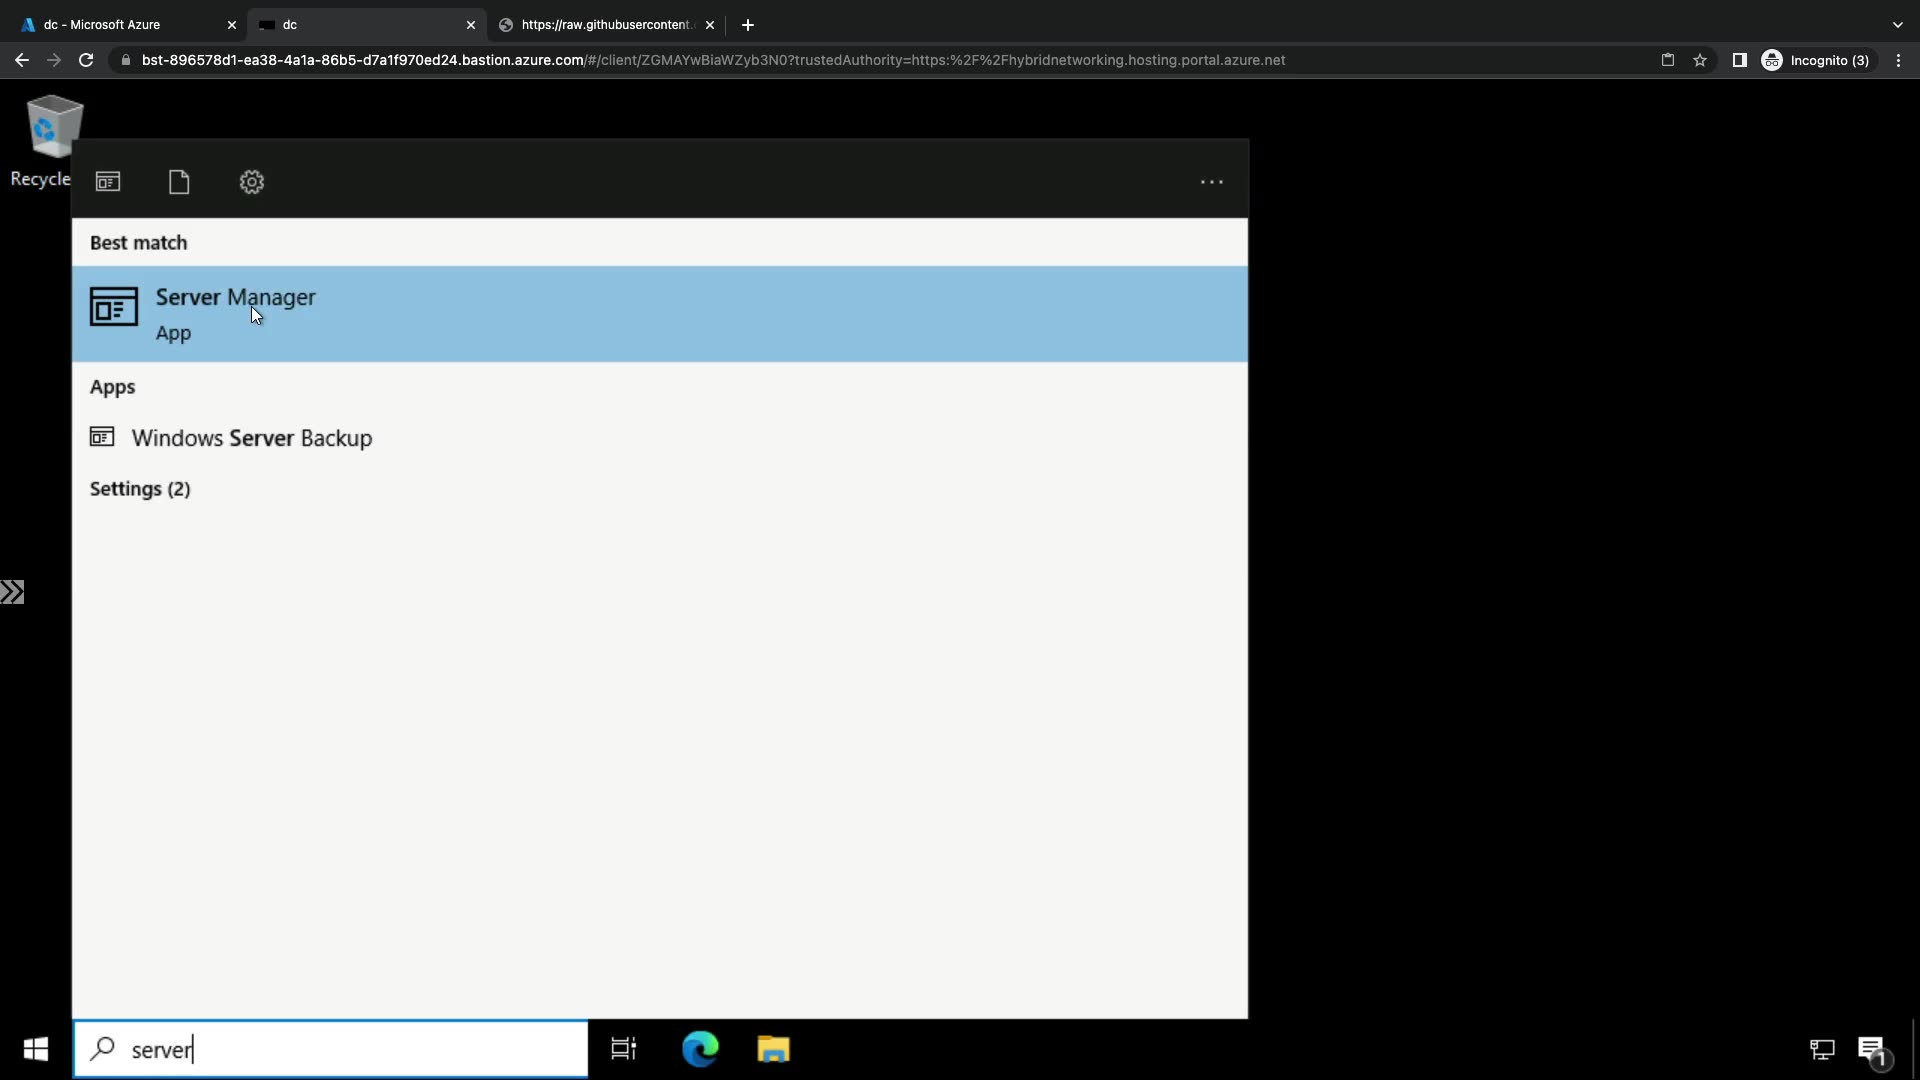 dc - Microsoft Azure
dc
https://raw.githubusercontent.
bst-896578d1-ea38-4a1a-86b5-d7a1f970ed24.bastion.azure.com/#/client/ZGMAYwBiaWZyb3N0?trustedAuthority=https:%2F%2Fhybridnetworking.hosting.portal.azure.net
Incognito (3)
Recycle
Best match
Server Manager
App
Apps
Windows Server Backup
Settings (2)
server
1